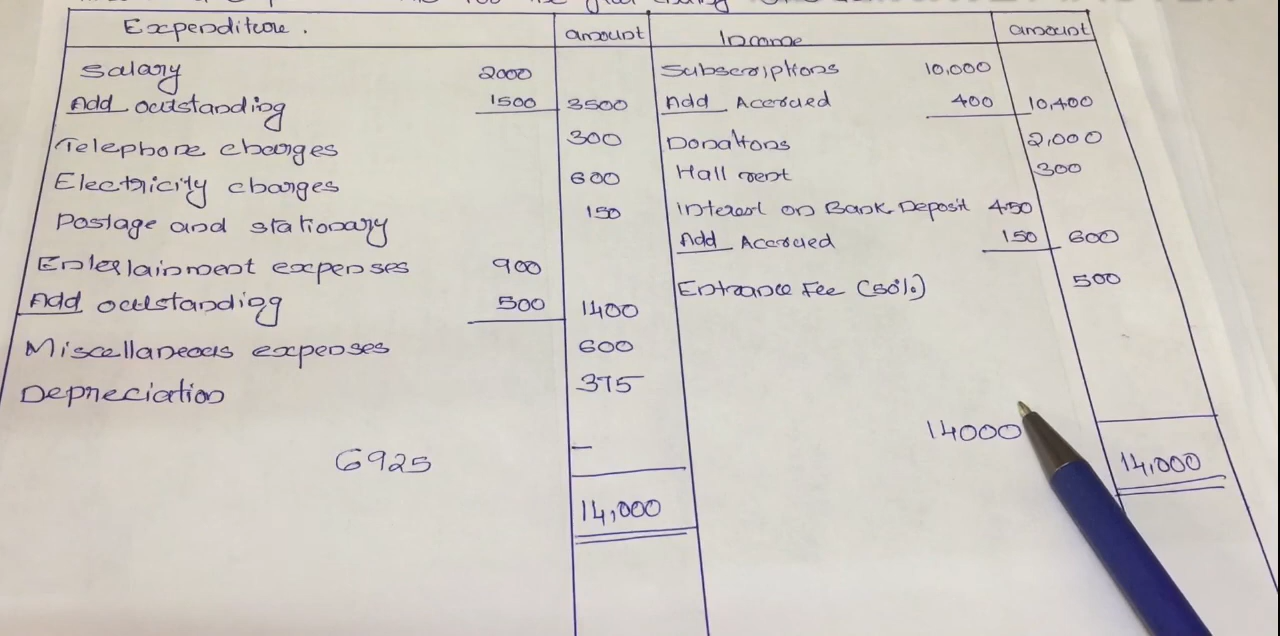 Expenditure. amount Income amount
Salary 2000 Subscriptions 10,000
Add outstanding 1500 3500 Add Accrued 400 10,400
Telephone charges 300 Donations 2,000
Electricity charges 600 Hall rent 300
Postage and stationary 150 Interest on Bank Deposit 450
Add Accrued 150 600
Entertainment expenses 900
Add outstanding 500 1400 Entrance Fee (50%) 500
Miscellaneous expenses 600
Depreciation 375
6925 – 14000
14,000 14,000